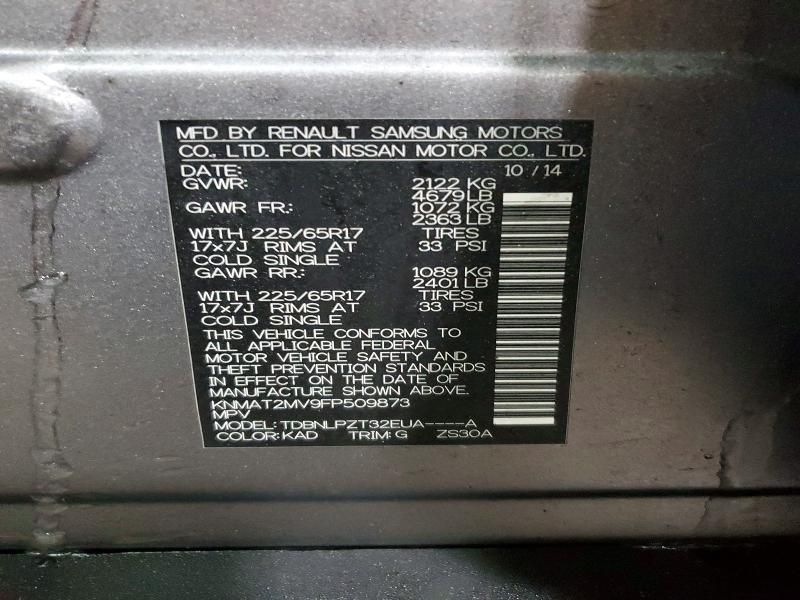 MFD BY RENAULT SAMSUNG MOTORS
CO., LTD. FOR NISSAN MOTOR CO., LTD.
DATE: 10 / 14
GVWR: 2122 KG
4679 LB
GAWR FR.: 1072 KG
2363 LB
WITH 225/65R17 TIRES
17x7J RIMS AT 33 PSI
COLD SINGLE
GAWR RR.: 1089 KG
2401 LB
WITH 225/65R17 TIRES
17x7J RIMS AT 33 PSI
COLD SINGLE
THIS VEHICLE CONFORMS TO
ALL APPLICABLE FEDERAL
MOTOR VEHICLE SAFETY AND
THEFT PREVENTION STANDARDS
IN EFFECT ON THE DATE OF
MANUFACTURE SHOWN ABOVE.
KNMAT2MV9FP509873
MPV
MODEL: TDBNLPZT32EUA----A
COLOR: KAD TRIM: G ZS30A